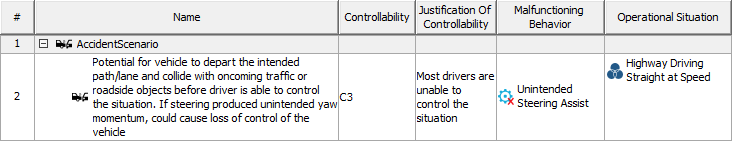 # Name Controllability Justification Of Controllability Malfunctioning Behavior Operational Situation
1 AccidentScenario
2
Potential for vehicle to depart the intended
path/lane and collide with oncoming traffic or
roadside objects before driver is able to control
the situation. If steering produced unintended yaw
momentum, could cause loss of control of the
vehicle
C3
Most drivers are
unable to
control the
situation
Unintended
Steering Assist
Highway Driving
Straight at Speed